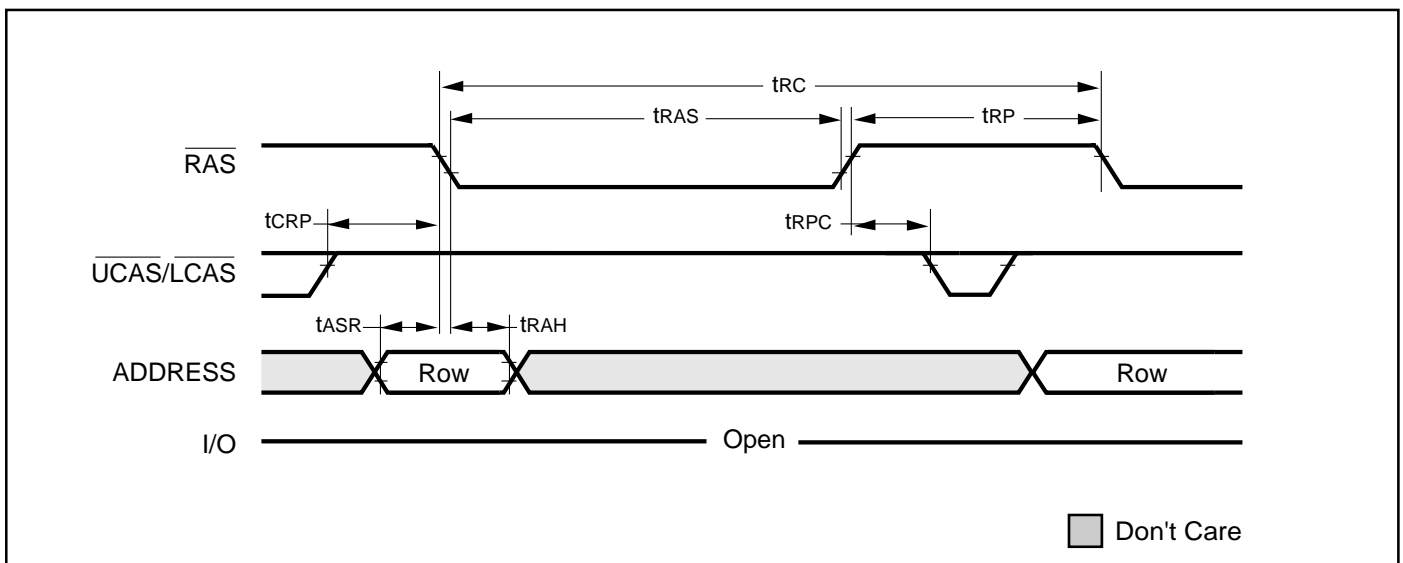 tRC
tRAS
tRP
RAS
tCRP
tRPC
UCAS/LCAS
tASR
tRAH
ADDRESS
Row
Row
I/O
Open
Don't Care